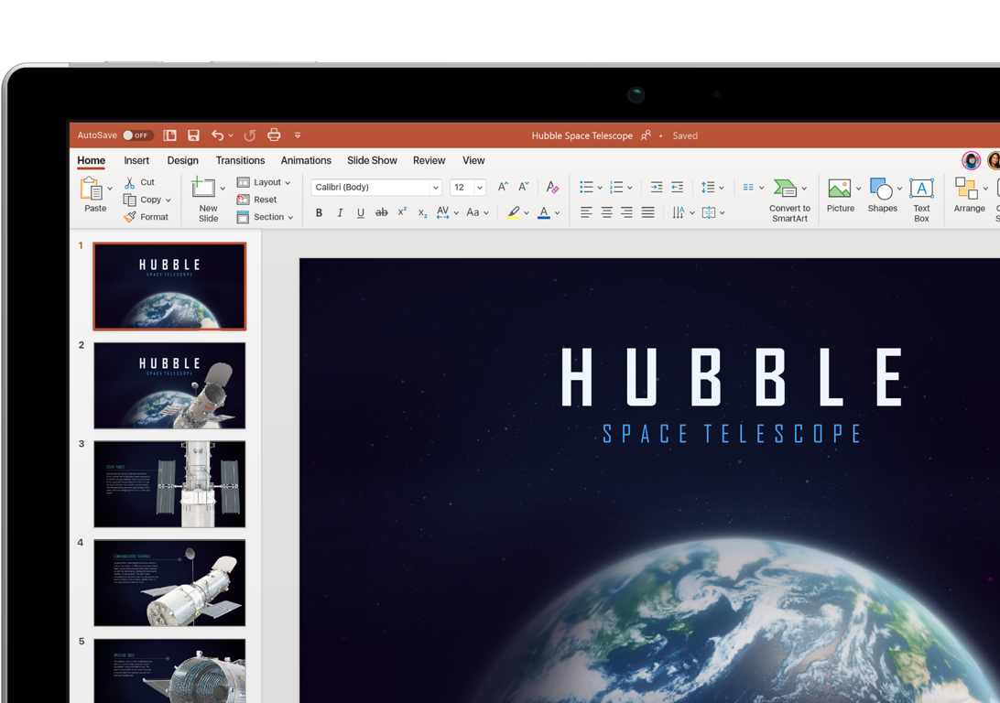 AutoSave OFF Hubble Space Telescope • Saved
Home Insert Design Transitions Animations Slide Show Review View
Paste Cut Copy Format
New Slide Layout Reset Section
Calibri (Body) 12 A A A
B I U ab x² x₂ AV Aa A
Convert to SmartArt
Picture Shapes Text Box Arrange
1
HUBBLE
SPACE TELESCOPE
2
HUBBLE
SPACE TELESCOPE
3
SOLAR PANELS
4
5
HUBBLE
SPACE TELESCOPE